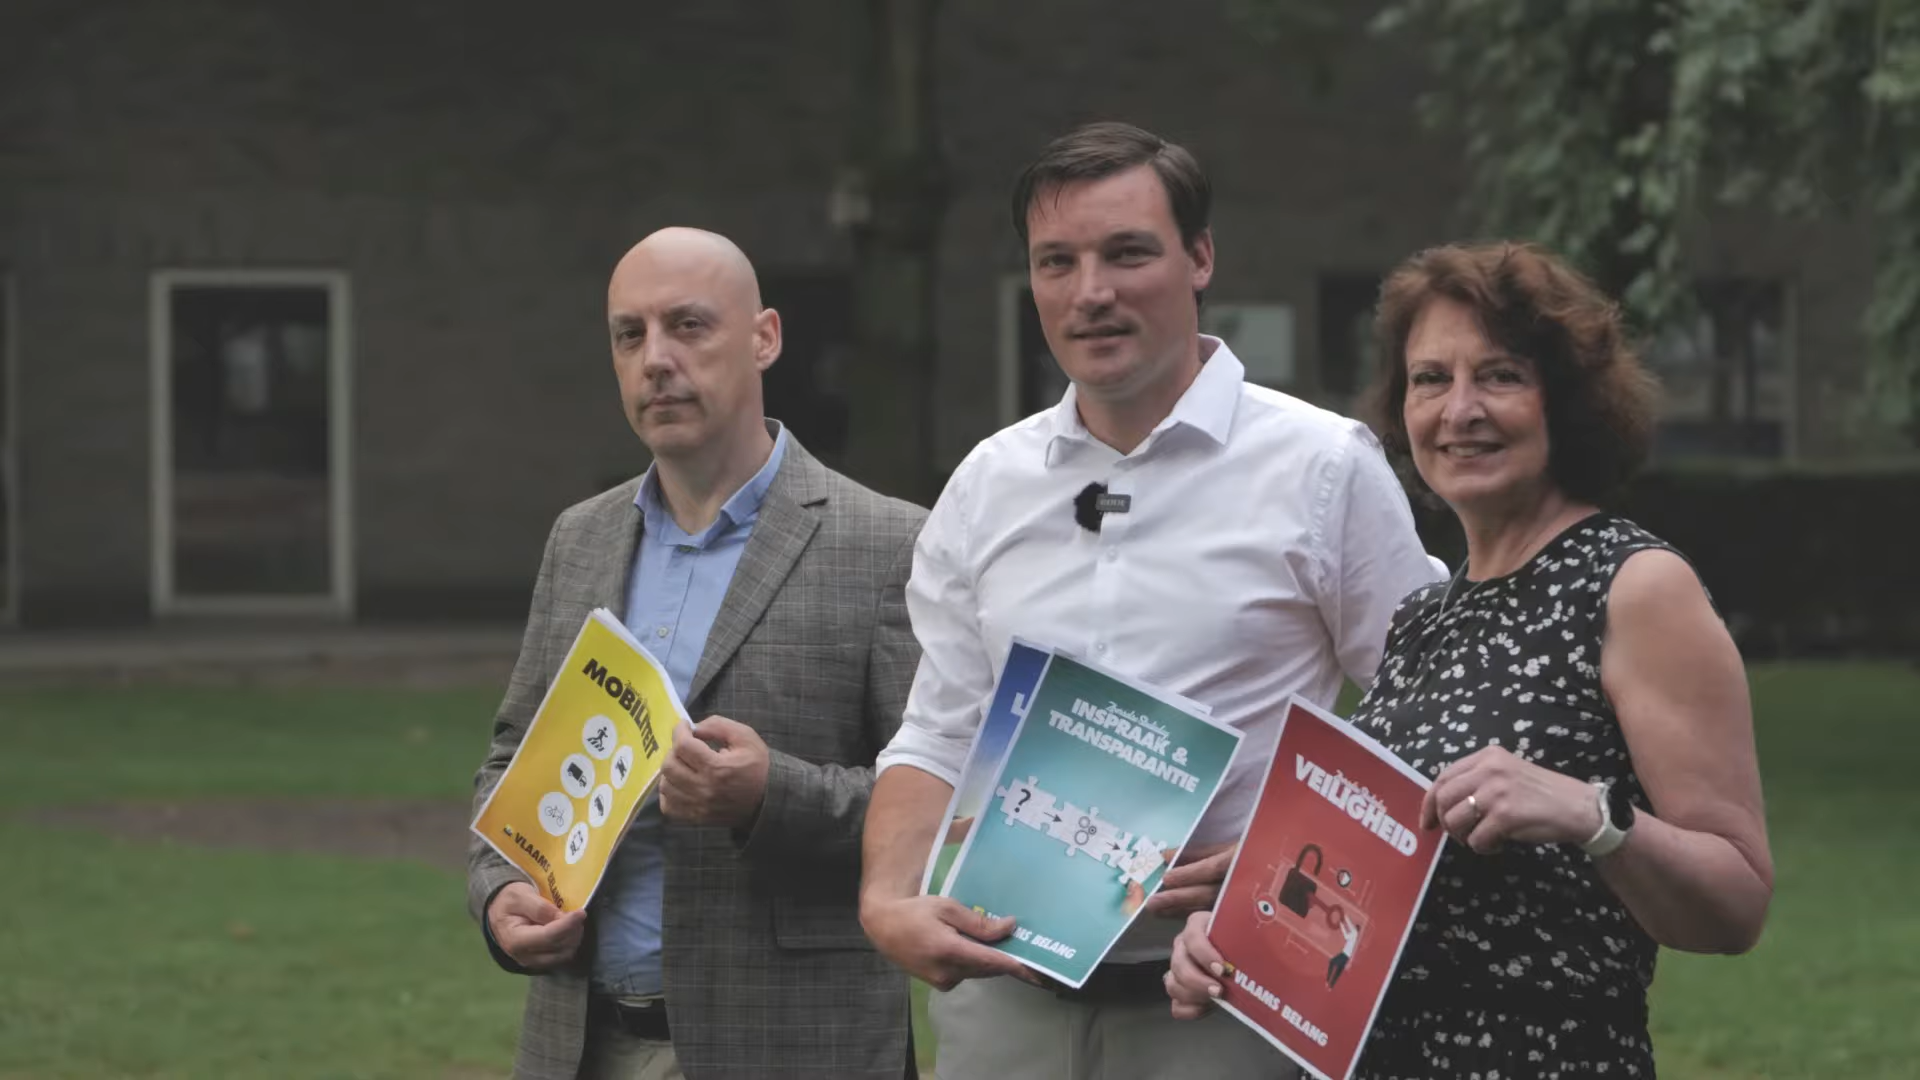 MOBILITEIT
VLAAMS BELANG
L
INSPRAAK &
TRANSPARANTIE
?
VLAAMS BELANG
VEILIGHEID
VLAAMS BELANG